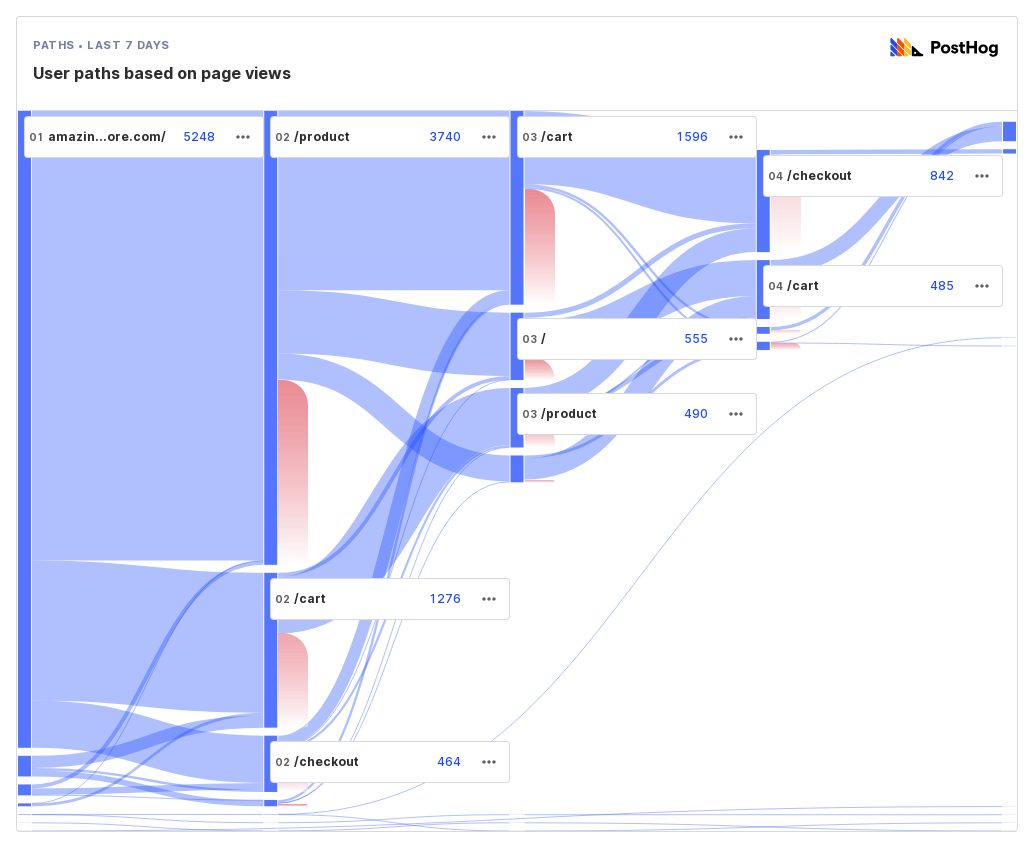 PATHS • LAST 7 DAYS
PostHog
User paths based on page views
01 amazin...ore.com/ 5248 •••
02 /product 3740 •••
03 /cart 1596 •••
04 /checkout 842 •••
04 /cart 485 •••
03 / 555 •••
03 /product 490 •••
02 /cart 1276 •••
02 /checkout 464 •••